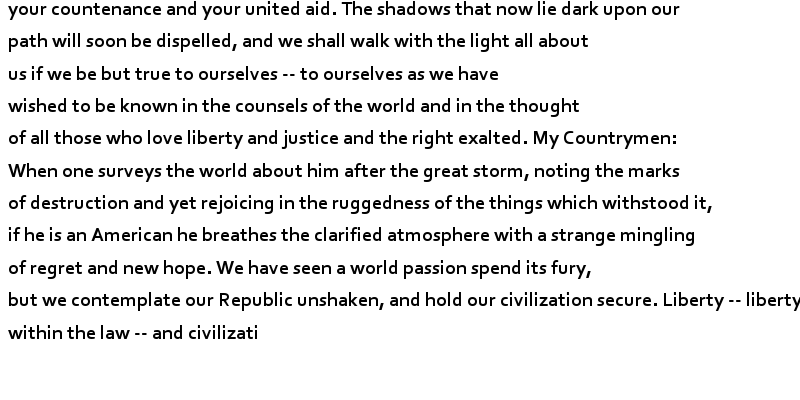 your countenance and your united aid. The shadows that now lie dark upon our
path will soon be dispelled, and we shall walk with the light all about
us if we be but true to ourselves -- to ourselves as we have
wished to be known in the counsels of the world and in the thought
of all those who love liberty and justice and the right exalted. My Countrymen:
When one surveys the world about him after the great storm, noting the marks
of destruction and yet rejoicing in the ruggedness of the things which withstood it,
if he is an American he breathes the clarified atmosphere with a strange mingling
of regret and new hope. We have seen a world passion spend its fury,
but we contemplate our Republic unshaken, and hold our civilization secure. Liberty -- liberty
within the law -- and civilizati